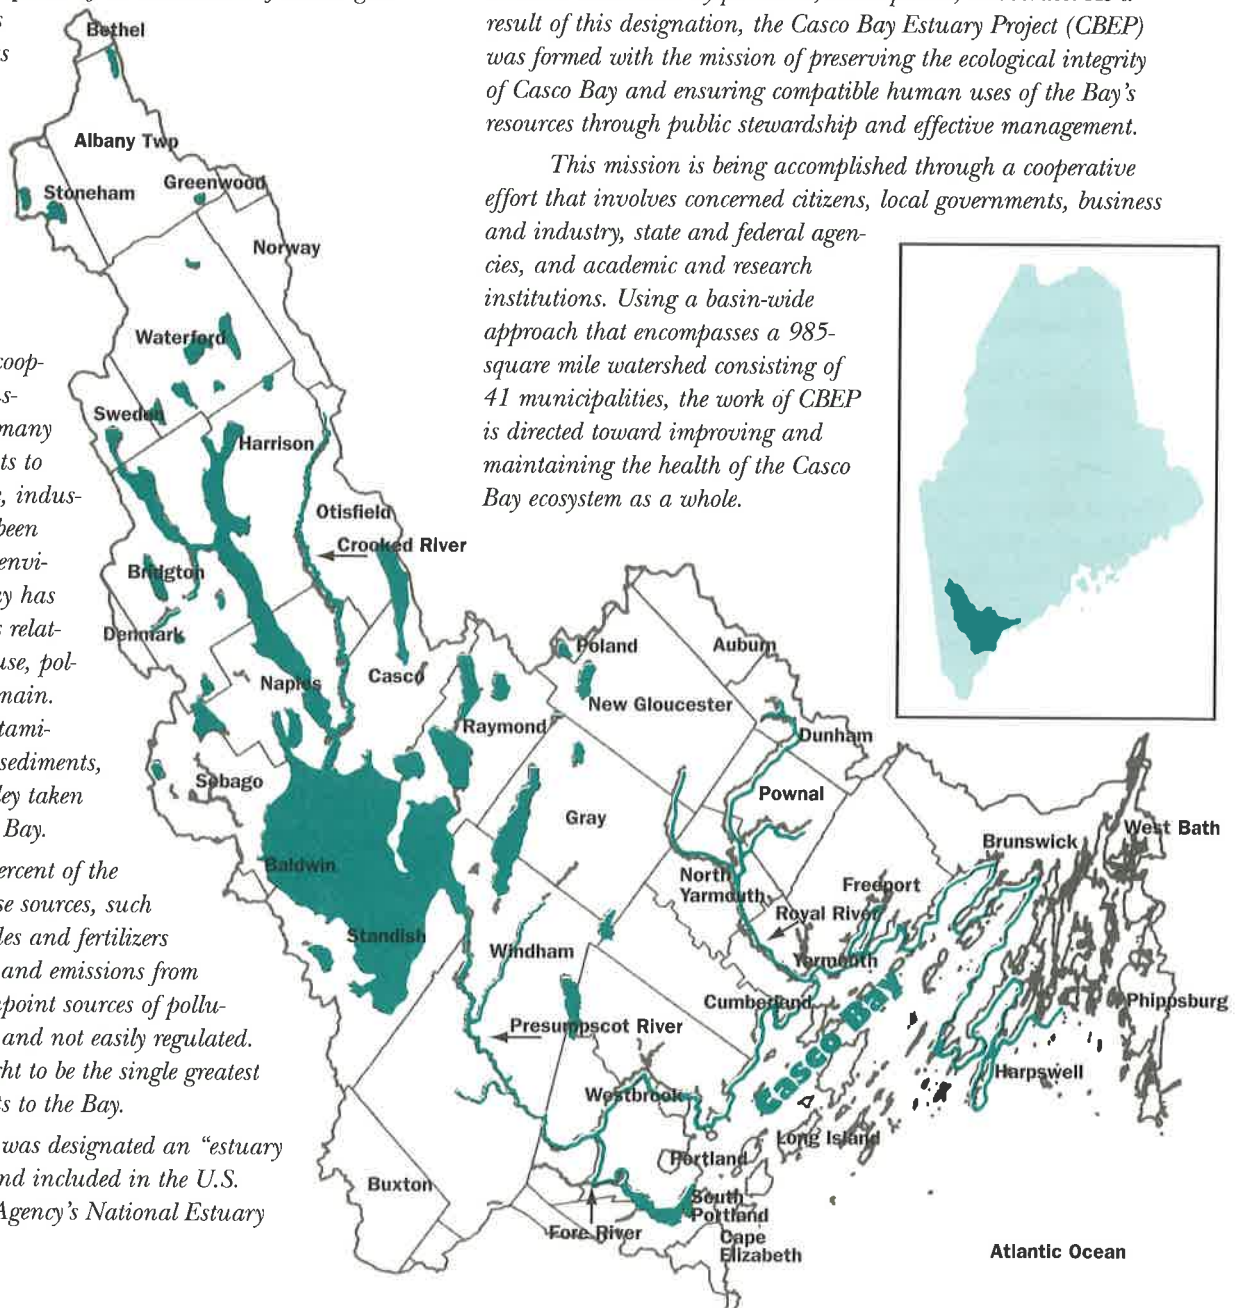 result of this designation, the Casco Bay Estuary Project (CBEP)
was formed with the mission of preserving the ecological integrity
of Casco Bay and ensuring compatible human uses of the Bay's
resources through public stewardship and effective management.
This mission is being accomplished through a cooperative
effort that involves concerned citizens, local governments, business
and industry, state and federal agen-
cies, and academic and research
institutions. Using a basin-wide
approach that encompasses a 985-
square mile watershed consisting of
41 municipalities, the work of CBEP
is directed toward improving and
maintaining the health of the Casco
Bay ecosystem as a whole.
coop-
s-
many
ts to
, indus-
been
envi-
y has
s relat-
use, pol-
main.
tami-
sediments,
ley taken
Bay.
ercent of the
se sources, such
les and fertilizers
and emissions from
point sources of pollu-
and not easily regulated.
ht to be the single greatest
ts to the Bay.
was designated an “estuary
nd included in the U.S.
Agency's National Estuary
Bethel
Albany Twp
Stoneham
Greenwood
Norway
Waterford
Sweden
Harrison
Otisfield
Crooked River
Bridgton
Denmark
Naples
Casco
Poland
Auburn
New Gloucester
Raymond
Dunham
Sebago
Pownal
Gray
West Bath
Brunswick
Baldwin
North
Yarmouth
Freeport
Royal River
Standish
Windham
Yarmouth
Cumberland
Casco Bay
Phippsburg
Presumpscot River
Harpswell
Westbrook
Long Island
Portland
Buxton
South
Portland
Fore River
Cape
Elizabeth
Atlantic Ocean